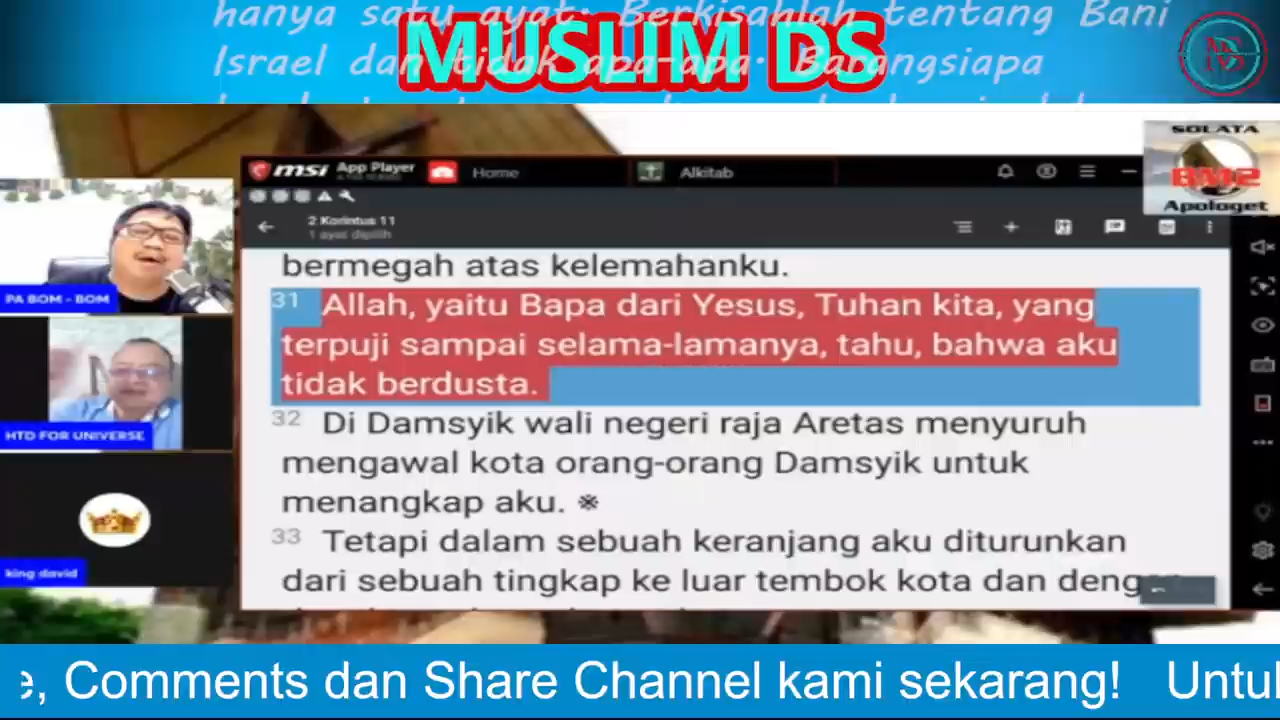 hanya satu ayat. Berkisahlah tentang Bani
Israel dan tidak apa-apa. Barangsiapa
MUSLIM DS
MDS
SOLATA
BM2
Apologet
msi App Player
Home
Alkitab
2 Korintus 11
1 ayat dipilih
bermegah atas kelemahanku.
31 Allah, yaitu Bapa dari Yesus, Tuhan kita, yang
terpuji sampai selama-lamanya, tahu, bahwa aku
tidak berdusta.
32 Di Damsyik wali negeri raja Aretas menyuruh
mengawal kota orang-orang Damsyik untuk
menangkap aku. ※
33 Tetapi dalam sebuah keranjang aku diturunkan
dari sebuah tingkap ke luar tembok kota dan
PA BOM - BOM
HTD FOR UNIVERSE
king david
e, Comments dan Share Channel kami sekarang! Untu